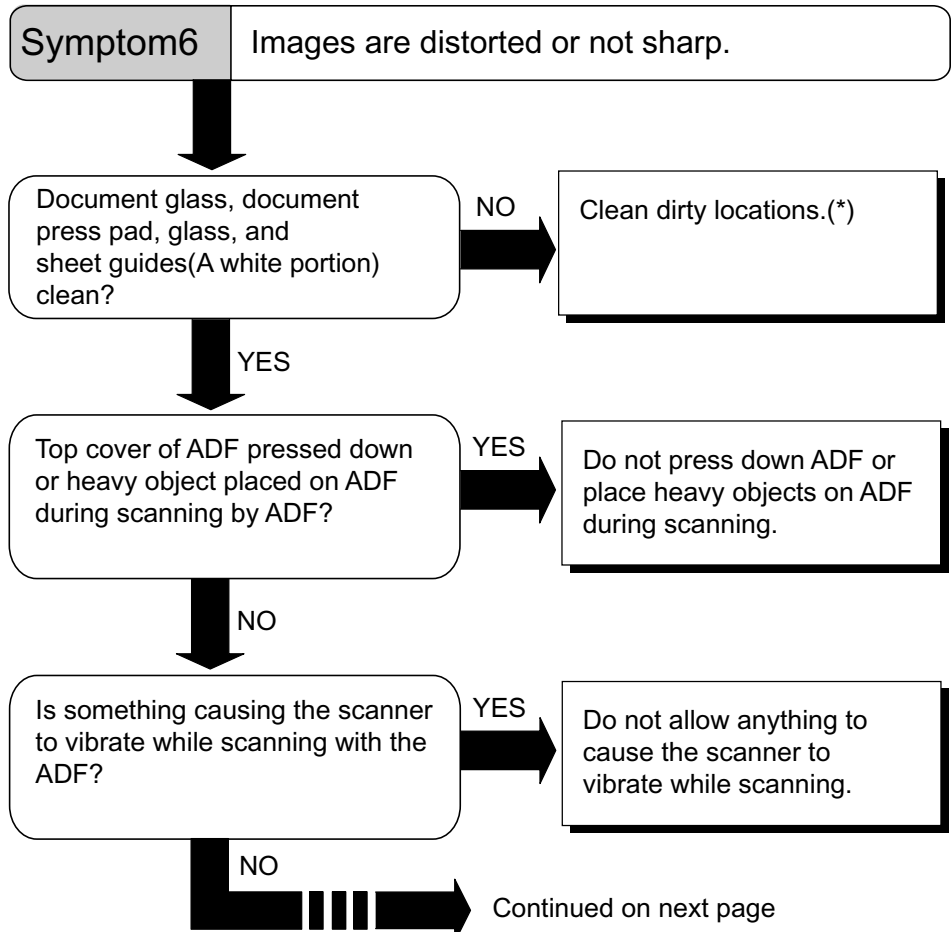 Symptom6
Images are distorted or not sharp.
Document glass, document
press pad, glass, and
sheet guides(A white portion)
clean?
NO
Clean dirty locations.(*)
YES
Top cover of ADF pressed down
or heavy object placed on ADF
during scanning by ADF?
YES
Do not press down ADF or
place heavy objects on ADF
during scanning.
NO
Is something causing the scanner
to vibrate while scanning with the
ADF?
YES
Do not allow anything to
cause the scanner to
vibrate while scanning.
NO
Continued on next page